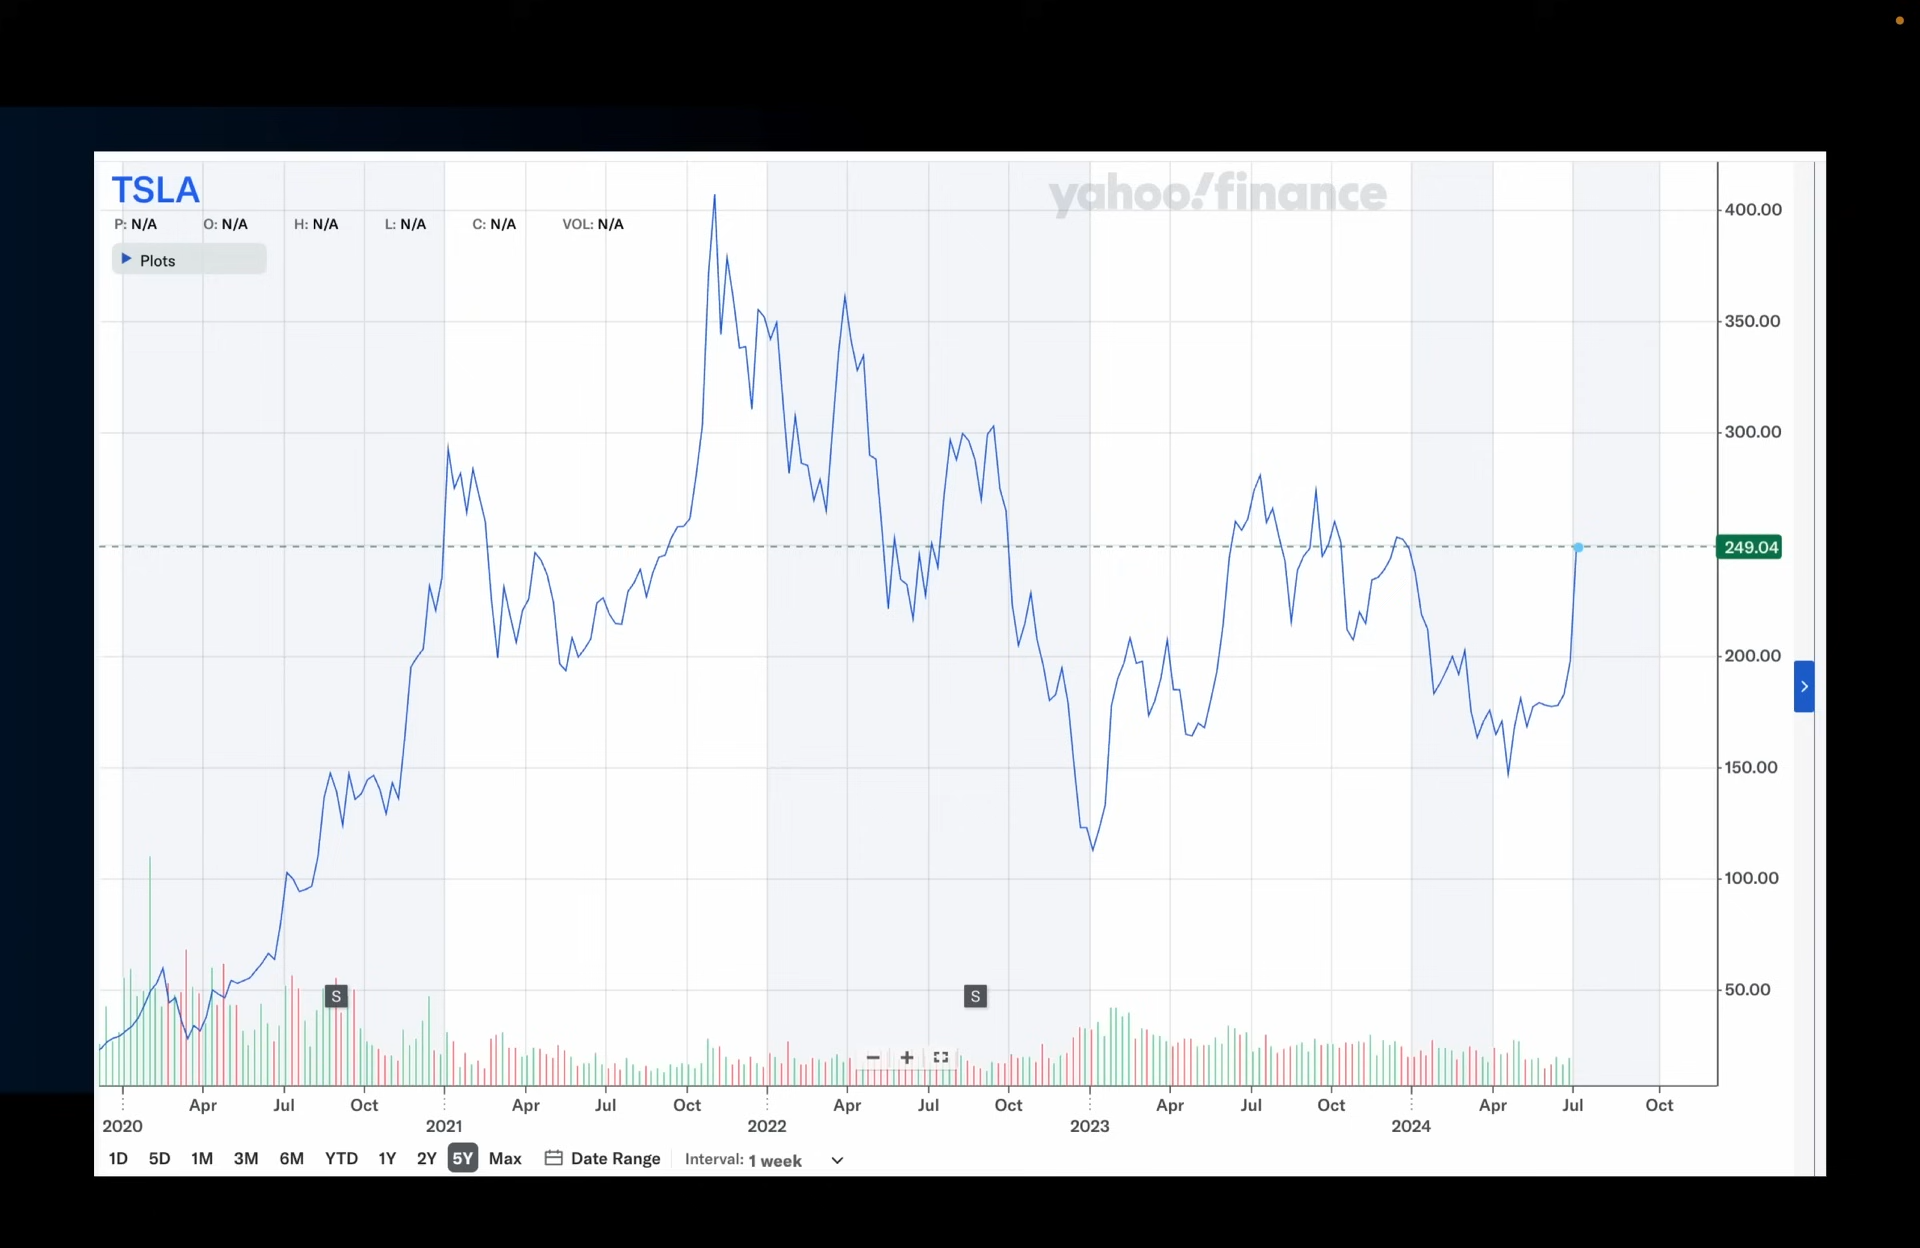 TSLA
yahoo!finance
P: N/A O: N/A H: N/A L: N/A C: N/A VOL: N/A
Plots
400.00
350.00
300.00
249.04
200.00
150.00
100.00
50.00
S S
Apr Jul Oct Apr Jul Oct Apr Jul Oct Apr Jul Oct Apr Jul Oct
2020 2021 2022 2023 2024
1D 5D 1M 3M 6M YTD 1Y 2Y 5Y Max Date Range Interval: 1 week